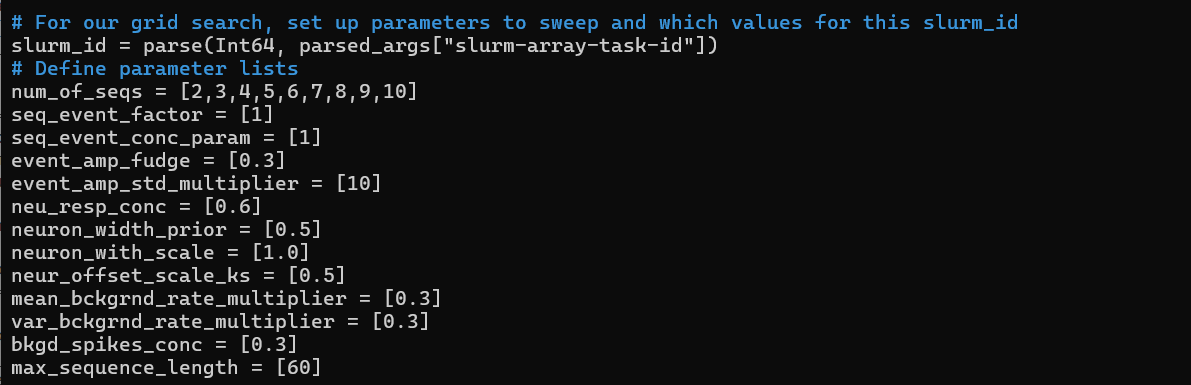 # For our grid search, set up parameters to sweep and which values for this slurm_id
slurm_id = parse(Int64, parsed_args["slurm-array-task-id"])
# Define parameter lists
num_of_seqs = [2,3,4,5,6,7,8,9,10]
seq_event_factor = [1]
seq_event_conc_param = [1]
event_amp_fudge = [0.3]
event_amp_std_multiplier = [10]
neu_resp_conc = [0.6]
neuron_width_prior = [0.5]
neuron_with_scale = [1.0]
neur_offset_scale_ks = [0.5]
mean_bckgrnd_rate_multiplier = [0.3]
var_bckgrnd_rate_multiplier = [0.3]
bkgd_spikes_conc = [0.3]
max_sequence_length = [60]